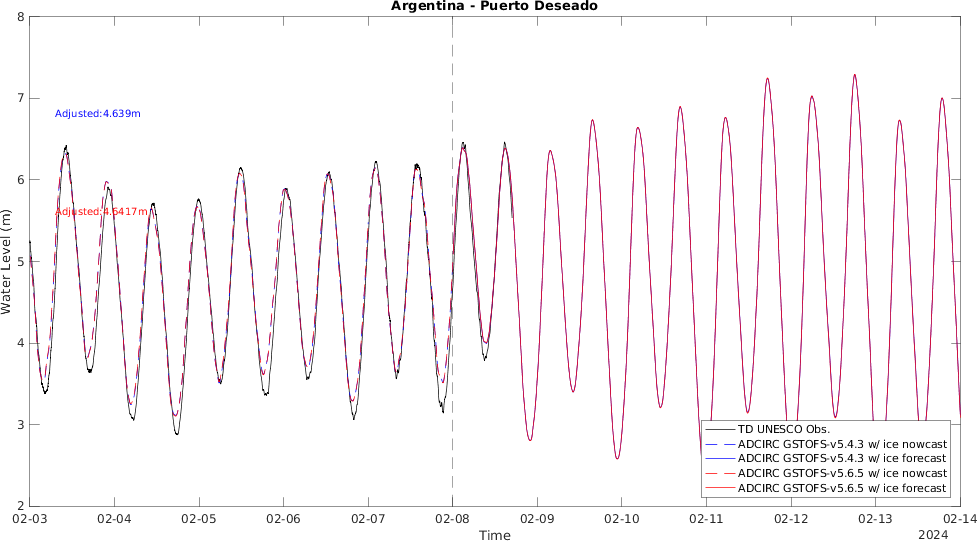 Argentina - Puerto Deseado
8
7
6
5
4
3
2
Water Level (m)
Adjusted:4.639m
Adjusted:4.6417m
TD UNESCO Obs.
ADCIRC GSTOFS-v5.4.3 w/ ice nowcast
ADCIRC GSTOFS-v5.4.3 w/ ice forecast
ADCIRC GSTOFS-v5.6.5 w/ ice nowcast
ADCIRC GSTOFS-v5.6.5 w/ ice forecast
02-03 02-04 02-05 02-06 02-07 02-08 02-09 02-10 02-11 02-12 02-13 02-14
Time
2024